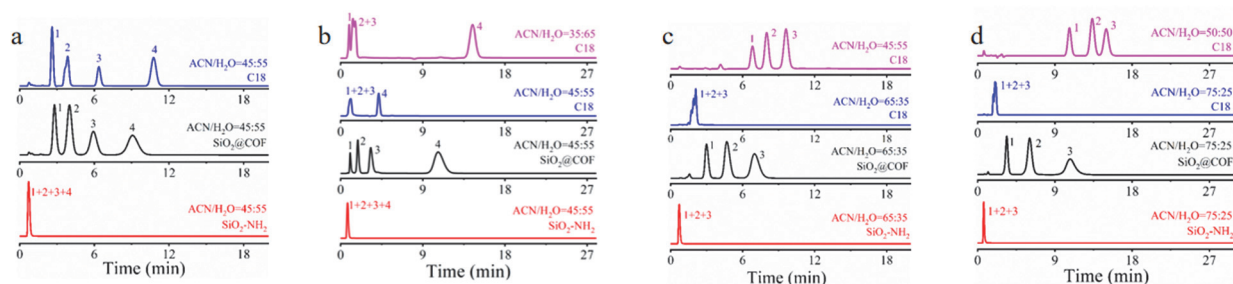 a
1
2
3
4
ACN/H₂O=45:55
C18
1
2
3
4
ACN/H₂O=45:55
SiO₂@COF
1+2+3+4
ACN/H₂O=45:55
SiO₂-NH₂
0 6 12 18
Time (min)
b
1
2+3
4
ACN/H₂O=35:65
C18
0 9 18 27
1+2+3
4
ACN/H₂O=45:55
C18
0 9 18 27
1
2
3
4
ACN/H₂O=45:55
SiO₂@COF
0 9 18 27
1+2+3+4
ACN/H₂O=45:55
SiO₂-NH₂
0 9 18 27
Time (min)
c
1
2
3
ACN/H₂O=45:55
C18
0 6 12 18
1+2+3
ACN/H₂O=65:35
C18
0 6 12 18
1
2
3
ACN/H₂O=65:35
SiO₂@COF
0 6 12 18
1+2+3
ACN/H₂O=65:35
SiO₂-NH₂
0 6 12 18
Time (min)
d
1
2
3
ACN/H₂O=50:50
C18
0 9 18 27
1+2+3
ACN/H₂O=75:25
C18
0 9 18 27
1
2
3
ACN/H₂O=75:25
SiO₂@COF
0 9 18 27
1+2+3
ACN/H₂O=75:25
SiO₂-NH₂
0 9 18 27
Time (min)